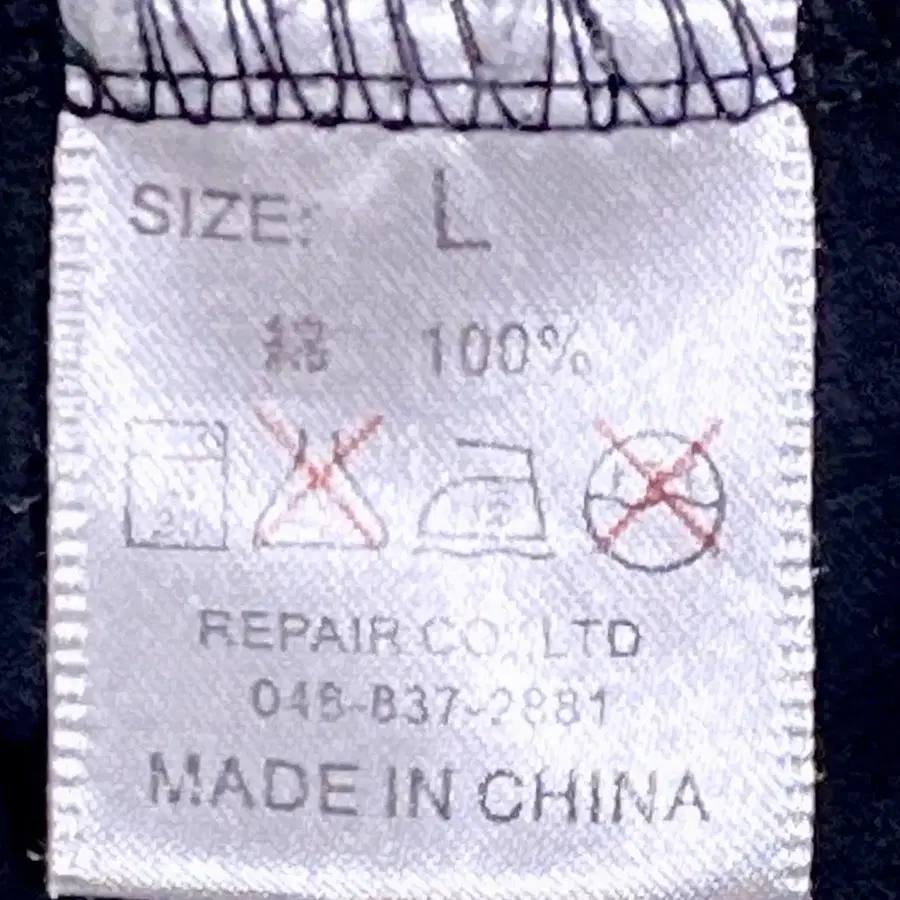 SIZE: L
綿 100%
REPAIR CO.,LTD
048-837-2881
MADE IN CHINA